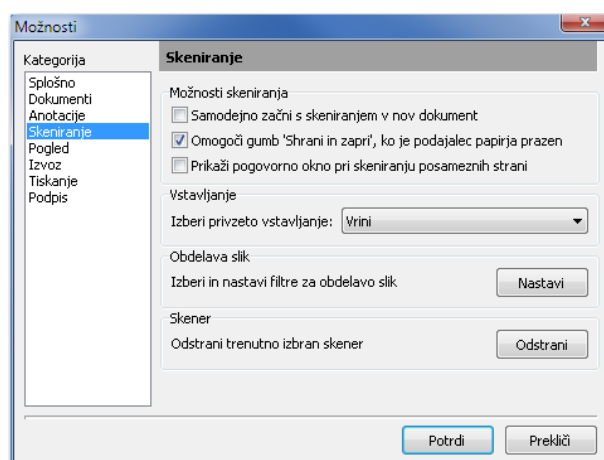 Možnosti
Kategorija
Splošno
Dokumenti
Anotacije
Skeniranje
Pogled
Izvoz
Tiskanje
Podpis
Skeniranje
Možnosti skeniranja
Samodejno začni s skeniranjem v nov dokument
Omogoči gumb 'Shrani in zapri', ko je podajalec papirja prazen
Prikaži pogovorno okno pri skeniranju posameznih strani
Vstavljanje
Izberi privzeto vstavljanje: Vrini
Obdelava slik
Izberi in nastavi filtre za obdelavo slik Nastavi
Skener
Odstrani trenutno izbran skener Odstrani
Potrdi Prekliči